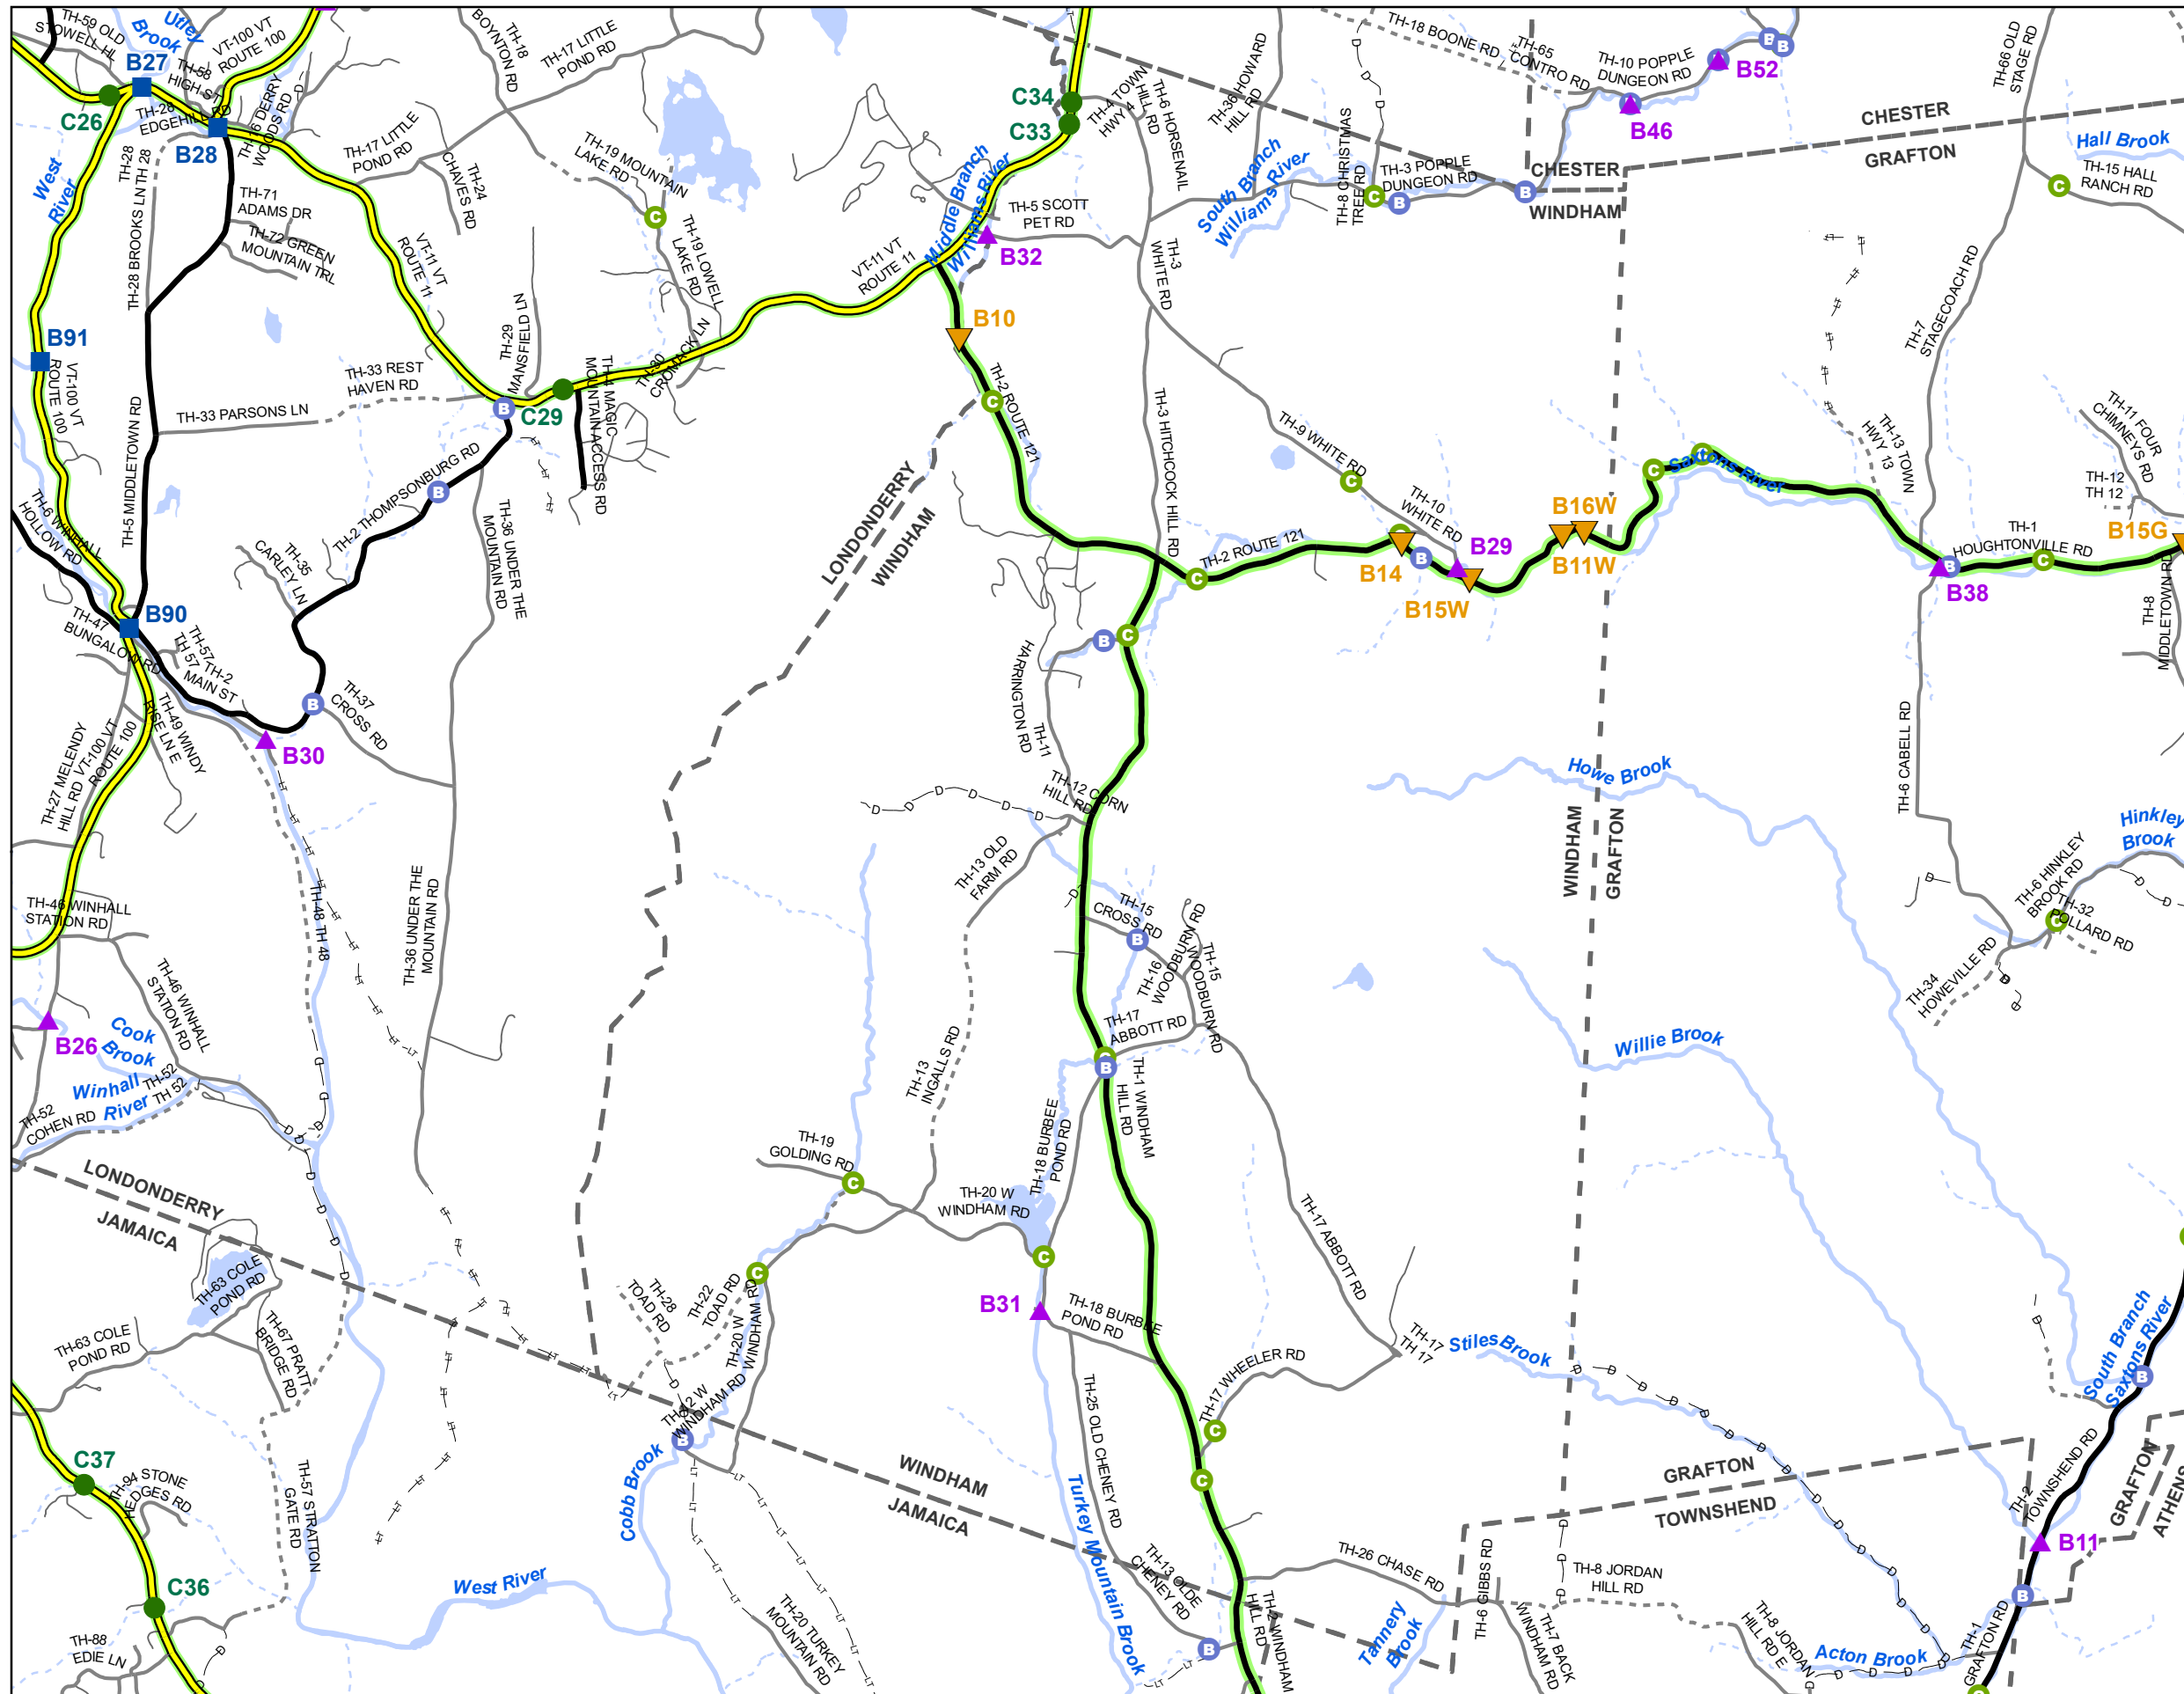 TH-59 OLD
STOWELL HL
Utley
Brook
VT-100 VT
ROUTE 100
TH-58
HIGH ST
B27
C26
TH-28
EDGEHILL RD
B28
TH-16 DERRY
WOODS RD
D
TH-18
BOYNTON RD
TH-17 LITTLE
POND RD
TH-17 LITTLE
POND RD
TH-24
CHAVES RD
TH-19 MOUNTAIN
LAKE RD
C
TH-19 LOWELL
LAKE RD
C34
C33
TH-4 TOWN
HWY 4
TH-6 HORSENAIL
HILL RD
TH-36 HOWARD
HILL RD
TH-18 BOONE RD
TH-65
CONTRO RD
TH-10 POPPLE
DUNGEON RD
B52
B
B
B46
TH-66 OLD
STAGE RD
CHESTER
GRAFTON
Hall Brook
TH-15 HALL
RANCH RD
C
West
River
TH-28
TH-28 BROOKS LN TH 28
TH-71
ADAMS DR
TH-72 GREEN
MOUNTAIN TRL
VT-11 VT
ROUTE 11
VT-11 VT
ROUTE 11
Middle Branch
Williams River
TH-5 SCOTT
PET RD
B32
South Branch
Williams River
TH-8 CHRISTMAS
TREE RD
TH-3 POPPLE
DUNGEON RD
C
B
B
CHESTER
WINDHAM
TH-3
WHITE RD
TH-7
STAGECOACH RD
B91
VT-100 VT
ROUTE 100
TH-33 REST
HAVEN RD
TH-33 PARSONS LN
TH-29
MANSFIELD LN
B
C29
TH-4 MAGIC
MOUNTAIN ACCESS RD
TH-30
CROMACK LN
B10
TH-2 ROUTE 121
C
TH-3 HITCHCOCK HILL RD
TH-9 WHITE RD
C
TH-10
WHITE RD
Saxtons River
C
TH-13 TOWN
HWY 13
TH-11 FOUR
CHIMNEYS RD
TH-12
TH 12
TH-5 MIDDLETOWN RD
TH-6 WINHALL
HOLLOW RD
TH-2 THOMPSONBURG RD
B
TH-36 UNDER THE
MOUNTAIN RD
TH-35
CARLEY LN
LONDONDERRY
WINDHAM
TH-2 ROUTE 121
C
B14
B
B29
B15W
B16W
B11W
B38
B
TH-1
HOUGHTONVILLE RD
C
B15G
TH-8
MIDDLETOWN RD
B90
TH-47
BUNGALOW RD
TH-57
TH 57
TH-2
MAIN ST
TH-49 WINDY
RISE LN E
B
TH-37
CROSS RD
B30
TH-27 MELENDY
HILL RD
VT-100 VT
ROUTE 100
B
C
TH-11
HARRINGTON RD
TH-12 CORN
HILL RD
Howe Brook
WINDHAM
GRAFTON
TH-6 CABELL RD
Hinkley
Brook
TH-6 HINKLEY
BROOK RD
TH-32
POLLARD RD
C
TH-34
HOWEVILLE RD
TH-46 WINHALL
STATION RD
TH-46 WINHALL
STATION RD
TH-48 TH 48
TH-36 UNDER THE
MOUNTAIN RD
TH-13 OLD
FARM RD
TH-15
CROSS RD
B
TH-16
WOODBURN RD
TH-15
WOODBURN RD
TH-17
ABBOTT RD
Willie Brook
B26
Cook
Brook
Winhall
River
TH-52
TH 52
TH-52
COHEN RD
TH-13
INGALLS RD
B
TH-1 WINDHAM
HILL RD
TH-18 BURBEE
POND RD
LONDONDERRY
JAMAICA
TH-19
GOLDING RD
C
TH-20 W
WINDHAM RD
C
TH-17 ABBOTT RD
TH-63 COLE
POND RD
TH-63 COLE
POND RD
TH-67 PRATT
BRIDGE RD
TH-28
TOAD RD
TH-22
TOAD RD
C
TH-20 W
WINDHAM RD
B31
TH-18 BURBEE
POND RD
TH-17
TH 17
Stiles Brook
TH-17 WHEELER RD
C
South Branch
Saxtons River
B
TH-12 W
WINDHAM RD
B
Cobb Brook
C37
TH-94 STONE
HEDGES RD
TH-57 STRATTON
GATE RD
WINDHAM
JAMAICA
TH-25 OLD CHENEY RD
Turkey Mountain Brook
C
GRAFTON
TOWNSHEND
TH-2
TOWNSHEND RD
GRAFTON
ATHENS
B11
C36
West River
TH-88
EDIE LN
TH-20 TURKEY
MOUNTAIN RD
TH-13 OLDE
CHENEY RD
B
TH-2 WINDHAM
HILL RD
TH-26 CHASE RD
Tannery
Brook
TH-6 GIBBS RD
TH-7 BACK
WINDHAM RD
TH-8 JORDAN
HILL RD
TH-8 JORDAN
HILL RD E
Acton Brook
TH-1
GRAFTON RD
B